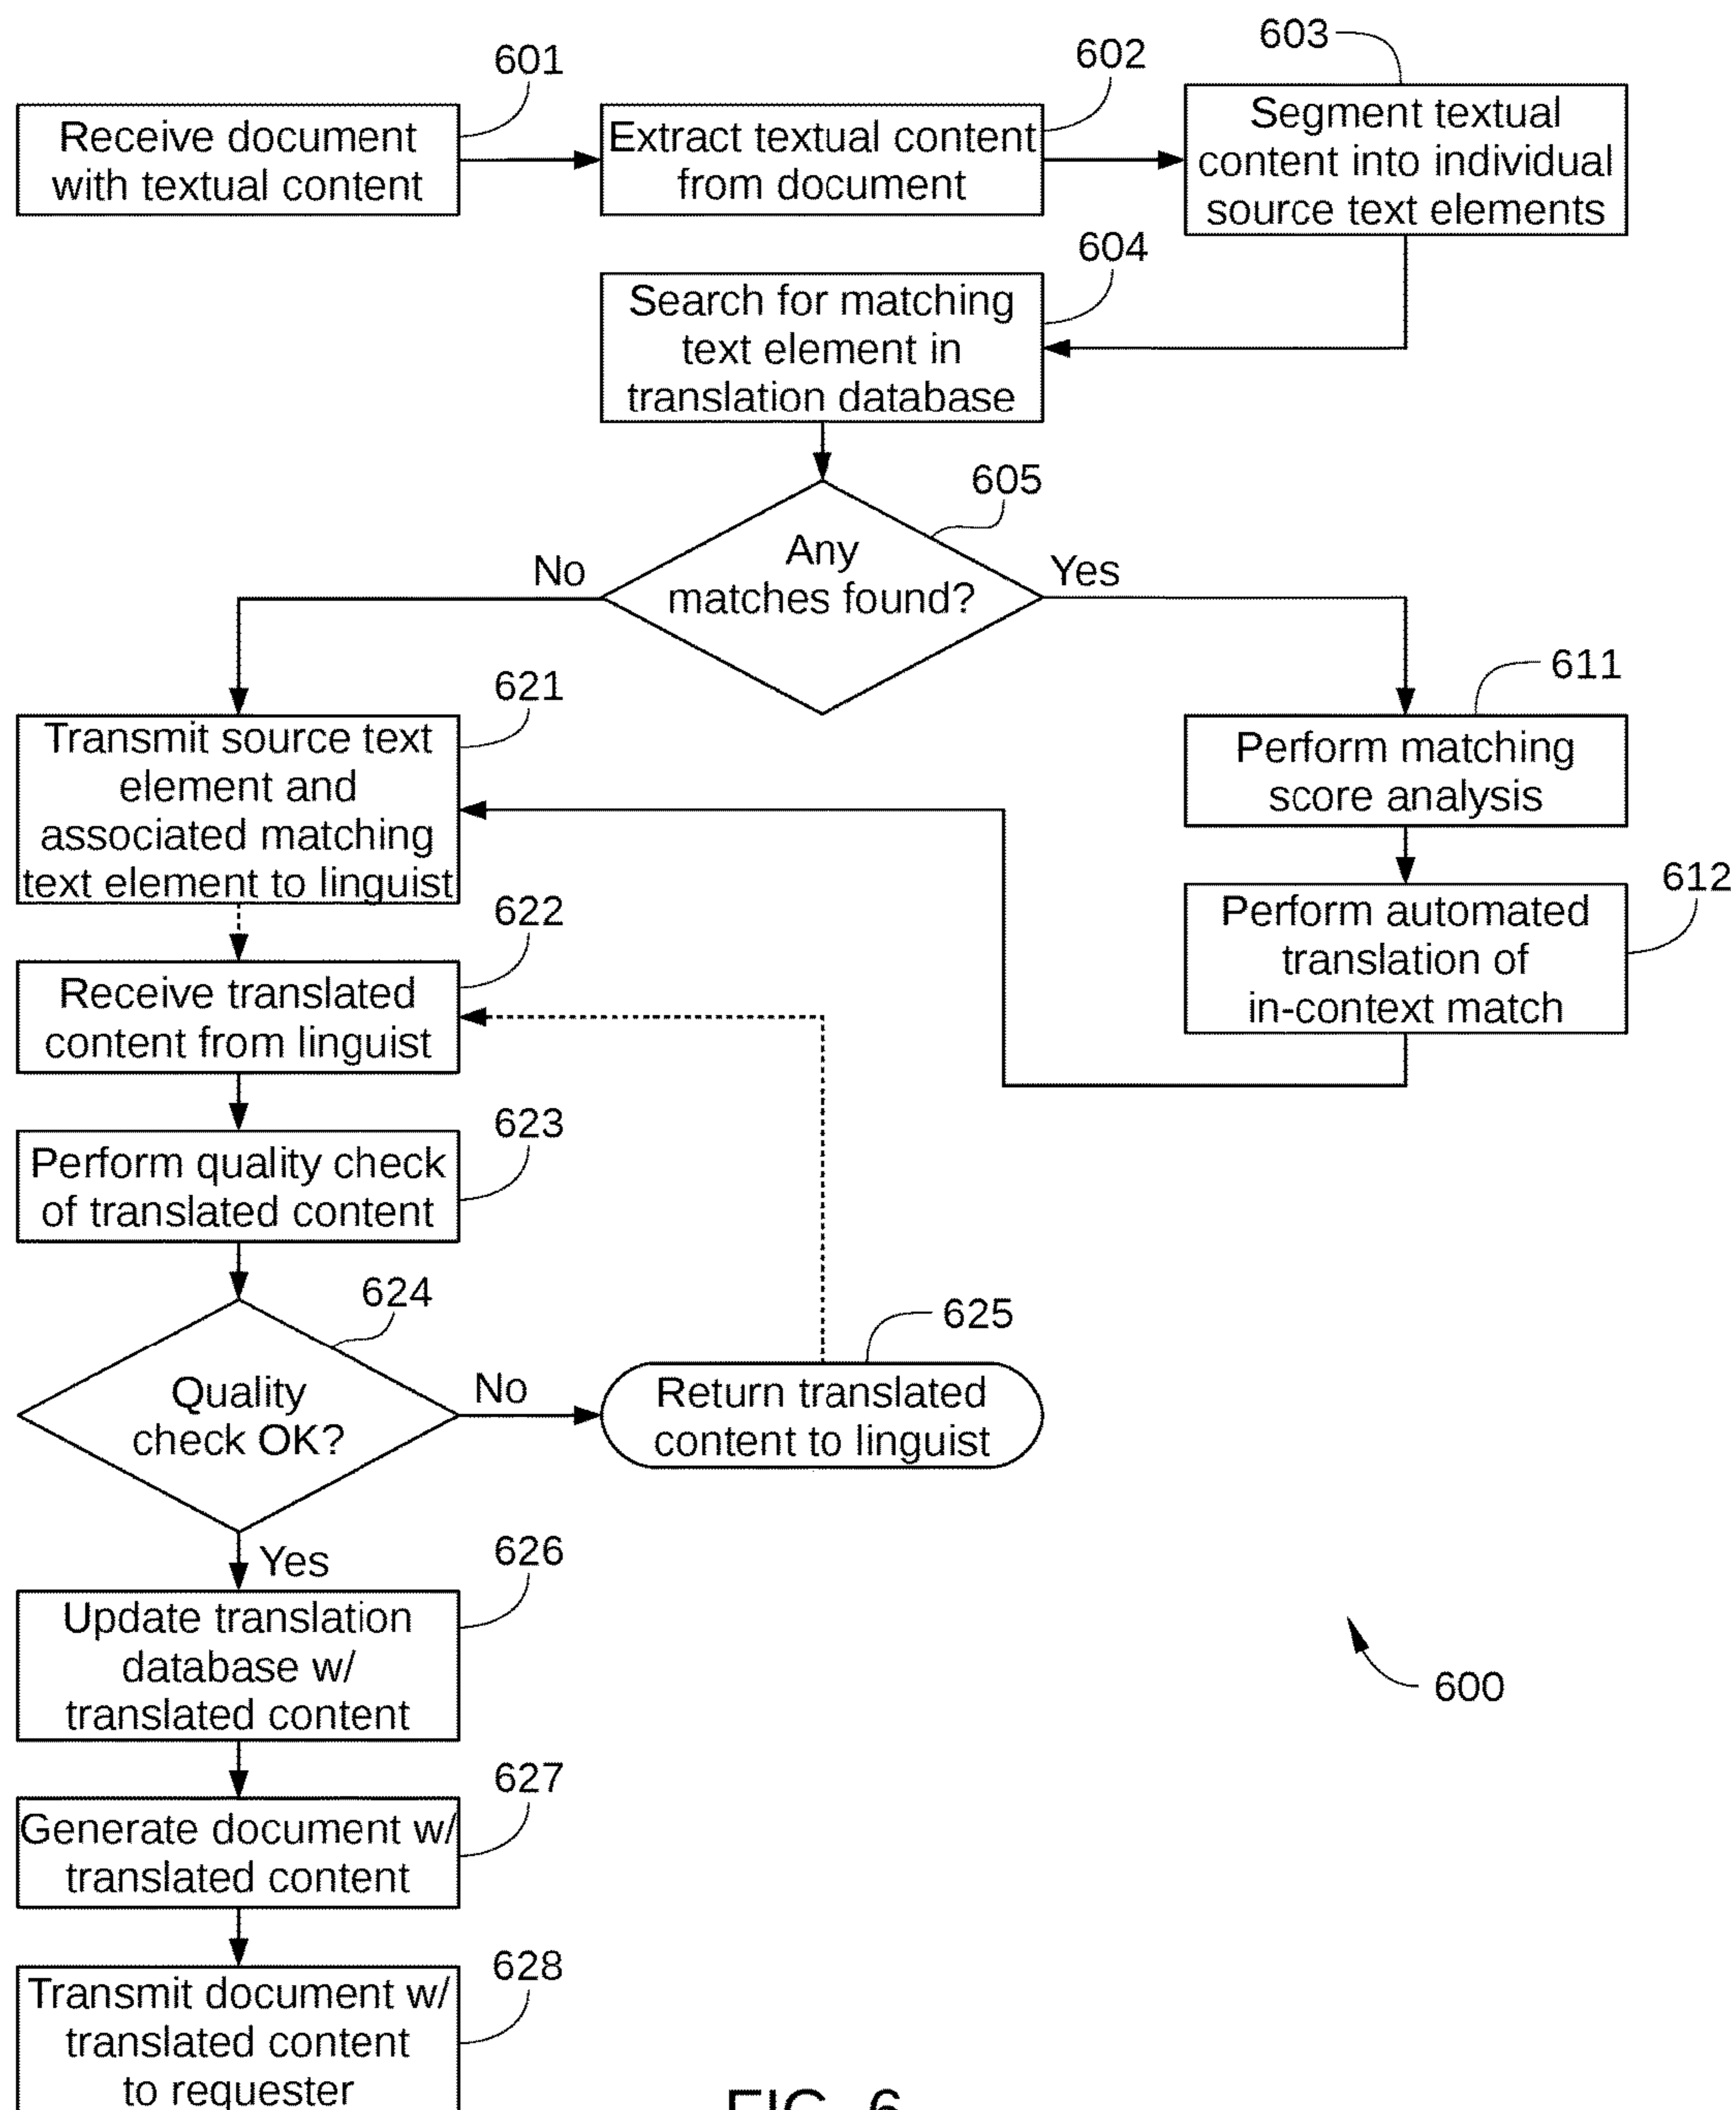 601
Receive document
with textual content
602
Extract textual content
from document
603
Segment textual
content into individual
source text elements
604
Search for matching
text element in
translation database
605
Any
matches found?
No
Yes
611
Perform matching
score analysis
612
Perform automated
translation of
in-context match
621
Transmit source text
element and
associated matching
text element to linguist
622
Receive translated
content from linguist
623
Perform quality check
of translated content
624
Quality
check OK?
No
625
Return translated
content to linguist
Yes
626
Update translation
database w/
translated content
627
Generate document w/
translated content
628
Transmit document w/
translated content
to requester
600
FIG. 6